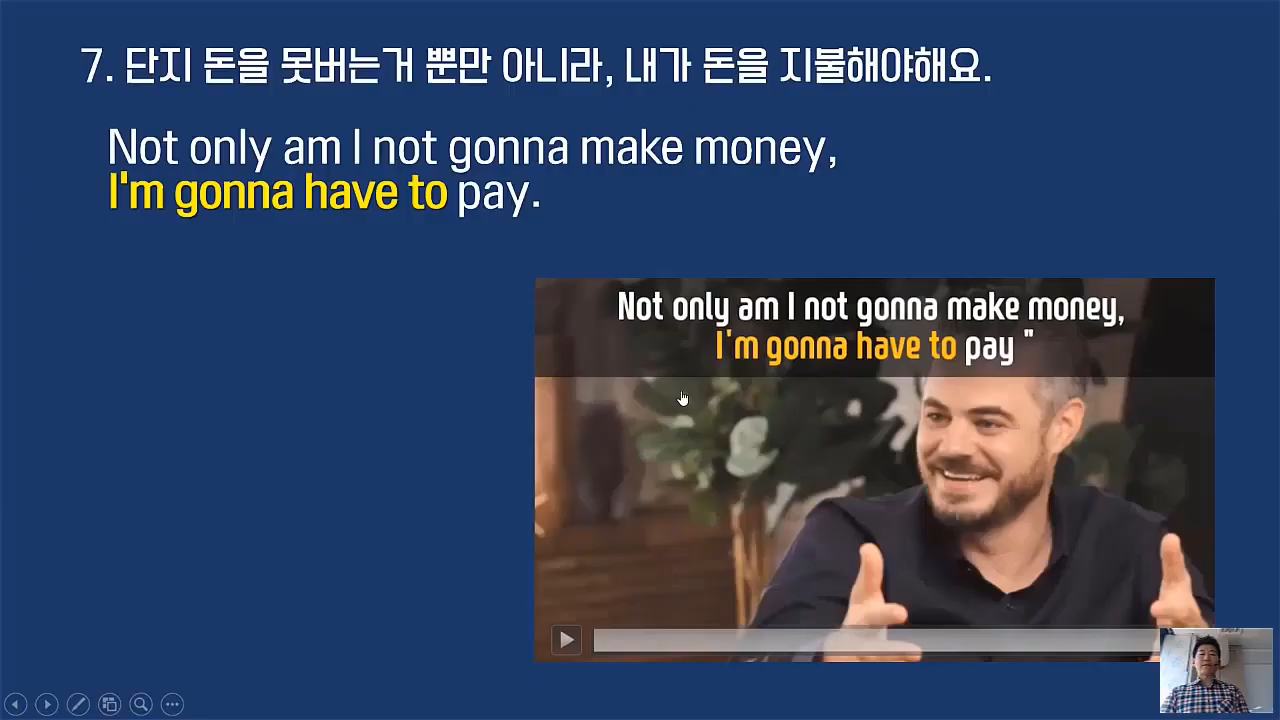 7. 단지 돈을 못버는거 뿐만 아니라, 내가 돈을 지불해야해요.
Not only am I not gonna make money,
I'm gonna have to pay.
Not only am I not gonna make money,
I'm gonna have to pay "